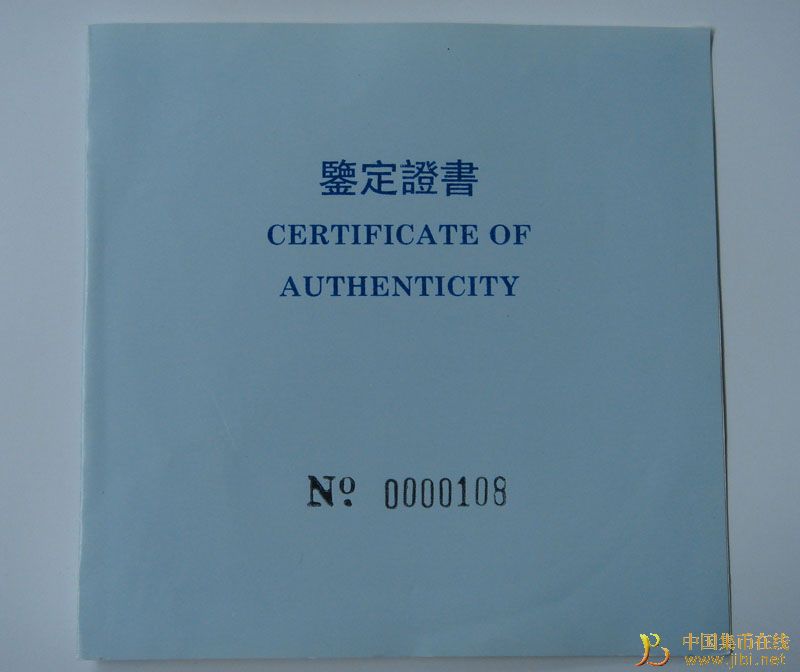 鑒定證書
CERTIFICATE OF
AUTHENTICITY
Nº. 0000108
中国集币在线
www.jibi.net